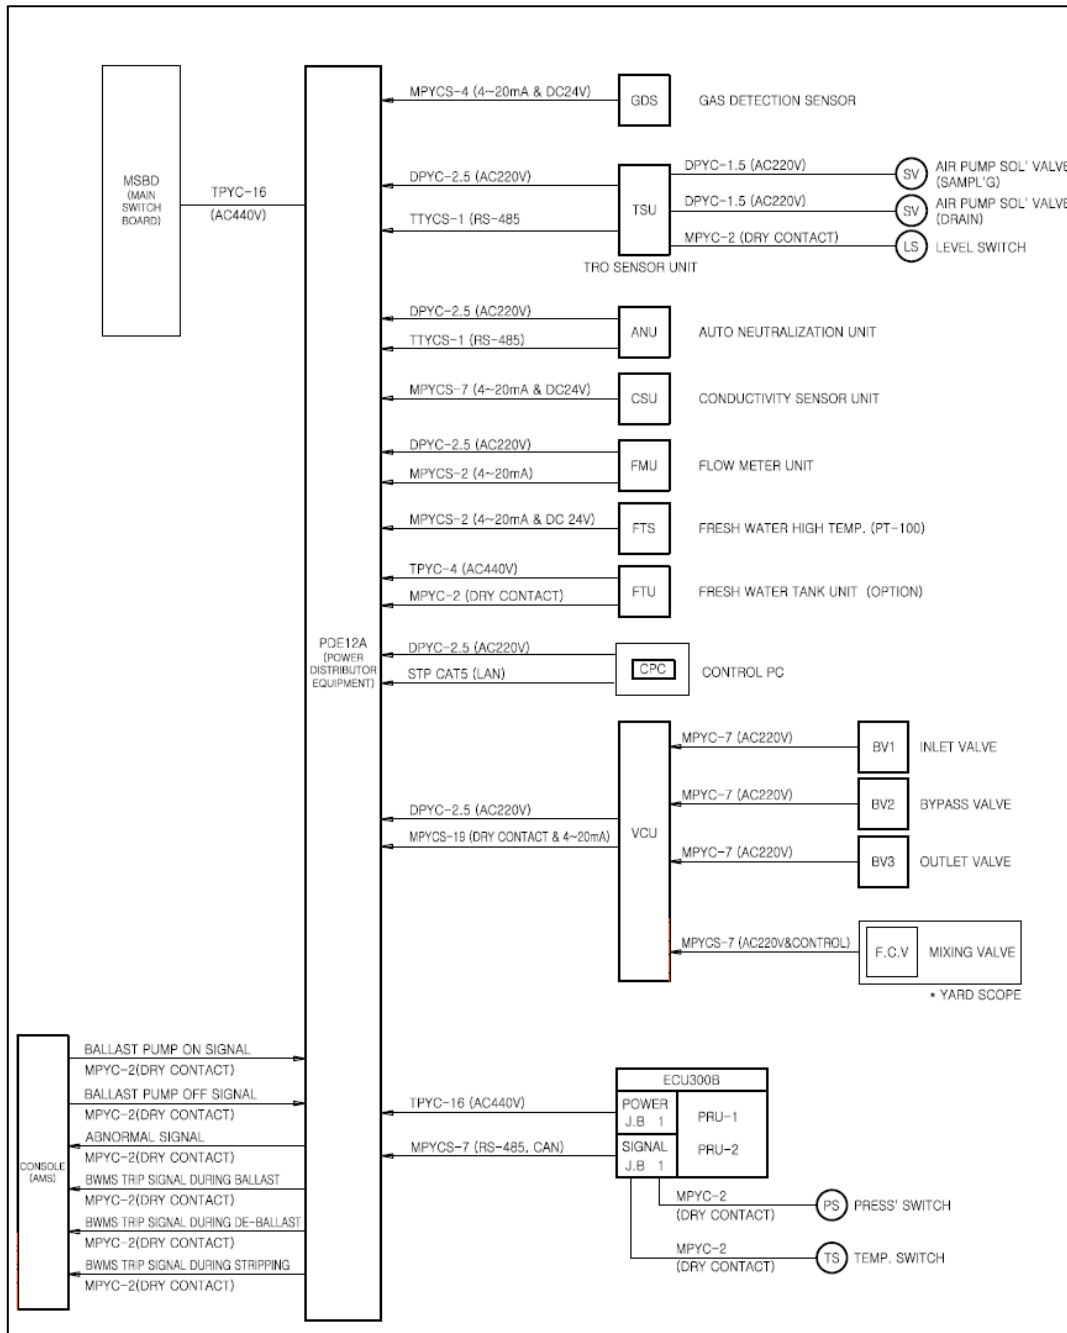 MPYCS-4 (4~20mA & DC24V)
GDS
GAS DETECTION SENSOR
MSBD
(MAIN
SWITCH
BOARD)
TPYC-16
(AC440V)
DPYC-2.5 (AC220V)
TTYCS-1 (RS-485
TSU
TRO SENSOR UNIT
DPYC-1.5 (AC220V)
SV
AIR PUMP SOL' VALVE
(SAMPL'G)
DPYC-1.5 (AC220V)
SV
AIR PUMP SOL' VALVE
(DRAIN)
MPYC-2 (DRY CONTACT)
LS
LEVEL SWITCH
DPYC-2.5 (AC220V)
TTYCS-1 (RS-485)
ANU
AUTO NEUTRALIZATION UNIT
MPYCS-7 (4~20mA & DC24V)
CSU
CONDUCTIVITY SENSOR UNIT
DPYC-2.5 (AC220V)
MPYCS-2 (4~20mA)
FMU
FLOW METER UNIT
MPYCS-2 (4~20mA & DC 24V)
FTS
FRESH WATER HIGH TEMP. (PT-100)
TPYC-4 (AC440V)
MPYC-2 (DRY CONTACT)
FTU
FRESH WATER TANK UNIT (OPTION)
PDE12A
(POWER
DISTRIBUTOR
EQUIPMENT)
DPYC-2.5 (AC220V)
STP CAT5 (LAN)
CPC
CONTROL PC
DPYC-2.5 (AC220V)
MPYCS-19 (DRY CONTACT & 4~20mA)
VCU
MPYC-7 (AC220V)
BV1
INLET VALVE
MPYC-7 (AC220V)
BV2
BYPASS VALVE
MPYC-7 (AC220V)
BV3
OUTLET VALVE
MPYCS-7 (AC220V&CONTROL)
F.C.V
MIXING VALVE
* YARD SCOPE
CONSOLE
(AMS)
BALLAST PUMP ON SIGNAL
MPYC-2(DRY CONTACT)
BALLAST PUMP OFF SIGNAL
MPYC-2(DRY CONTACT)
ABNORMAL SIGNAL
MPYC-2(DRY CONTACT)
BWMS TRIP SIGNAL DURING BALLAST
MPYC-2(DRY CONTACT)
BWMS TRIP SIGNAL DURING DE-BALLAST
MPYC-2(DRY CONTACT)
BWMS TRIP SIGNAL DURING STRIPPING
MPYC-2(DRY CONTACT)
TPYC-16 (AC440V)
MPYCS-7 (RS-485, CAN)
ECU300B
POWER
J.B 1
PRU-1
SIGNAL
J.B 1
PRU-2
MPYC-2
(DRY CONTACT)
PS
PRESS' SWITCH
MPYC-2
(DRY CONTACT)
TS
TEMP. SWITCH